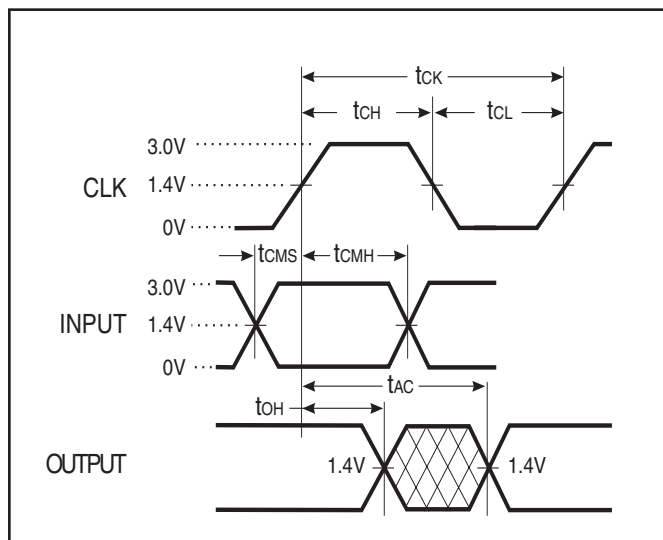 tCK
tCH tCL
3.0V
CLK 1.4V
0V
tCMS tCMH
3.0V
INPUT 1.4V
0V
tAC
tOH
OUTPUT 1.4V 1.4V